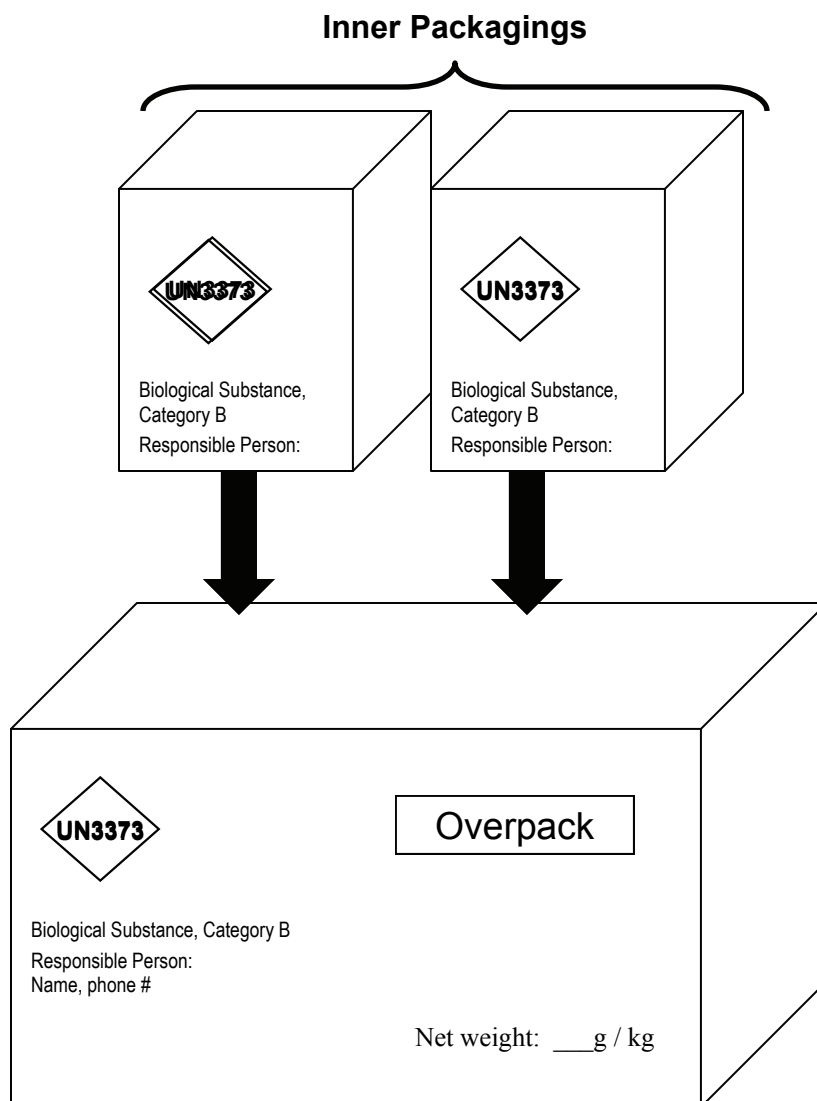 Inner Packagings
UN3373
Biological Substance,
Category B
Responsible Person:
UN3373
Biological Substance,
Category B
Responsible Person:
UN3373
Overpack
Biological Substance, Category B
Responsible Person:
Name, phone #
Net weight: ___g / kg